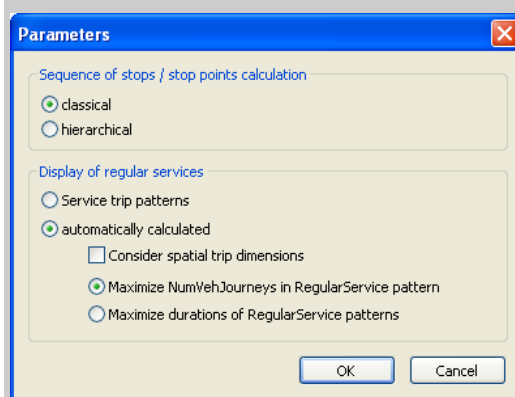 Parameters
Sequence of stops / stop points calculation
classical
hierarchical
Display of regular services
Service trip patterns
automatically calculated
Consider spatial trip dimensions
Maximize NumVehJourneys in RegularService pattern
Maximize durations of RegularService patterns
OK Cancel